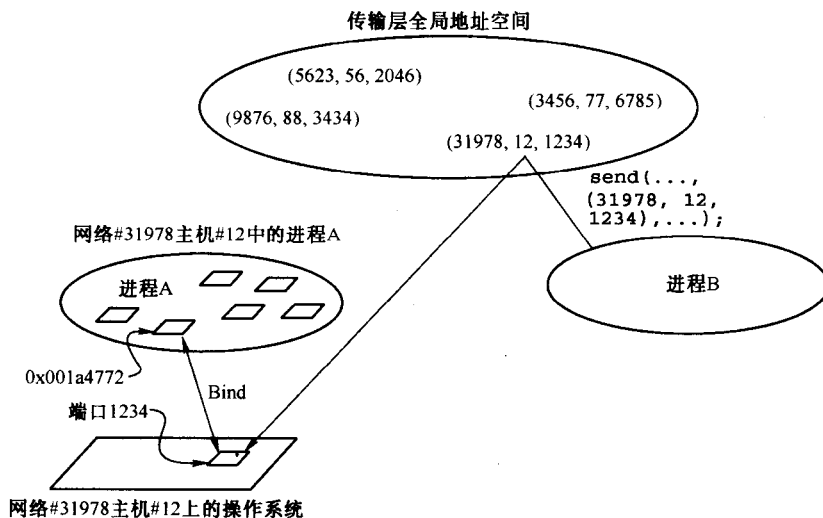 传输层全局地址空间
(5623, 56, 2046)
(3456, 77, 6785)
(9876, 88, 3434)
(31978, 12, 1234)
send(...,
(31978, 12,
1234),...);
网络#31978主机#12中的进程A
进程A
进程B
0x001a4772
Bind
端口1234
网络#31978主机#12上的操作系统